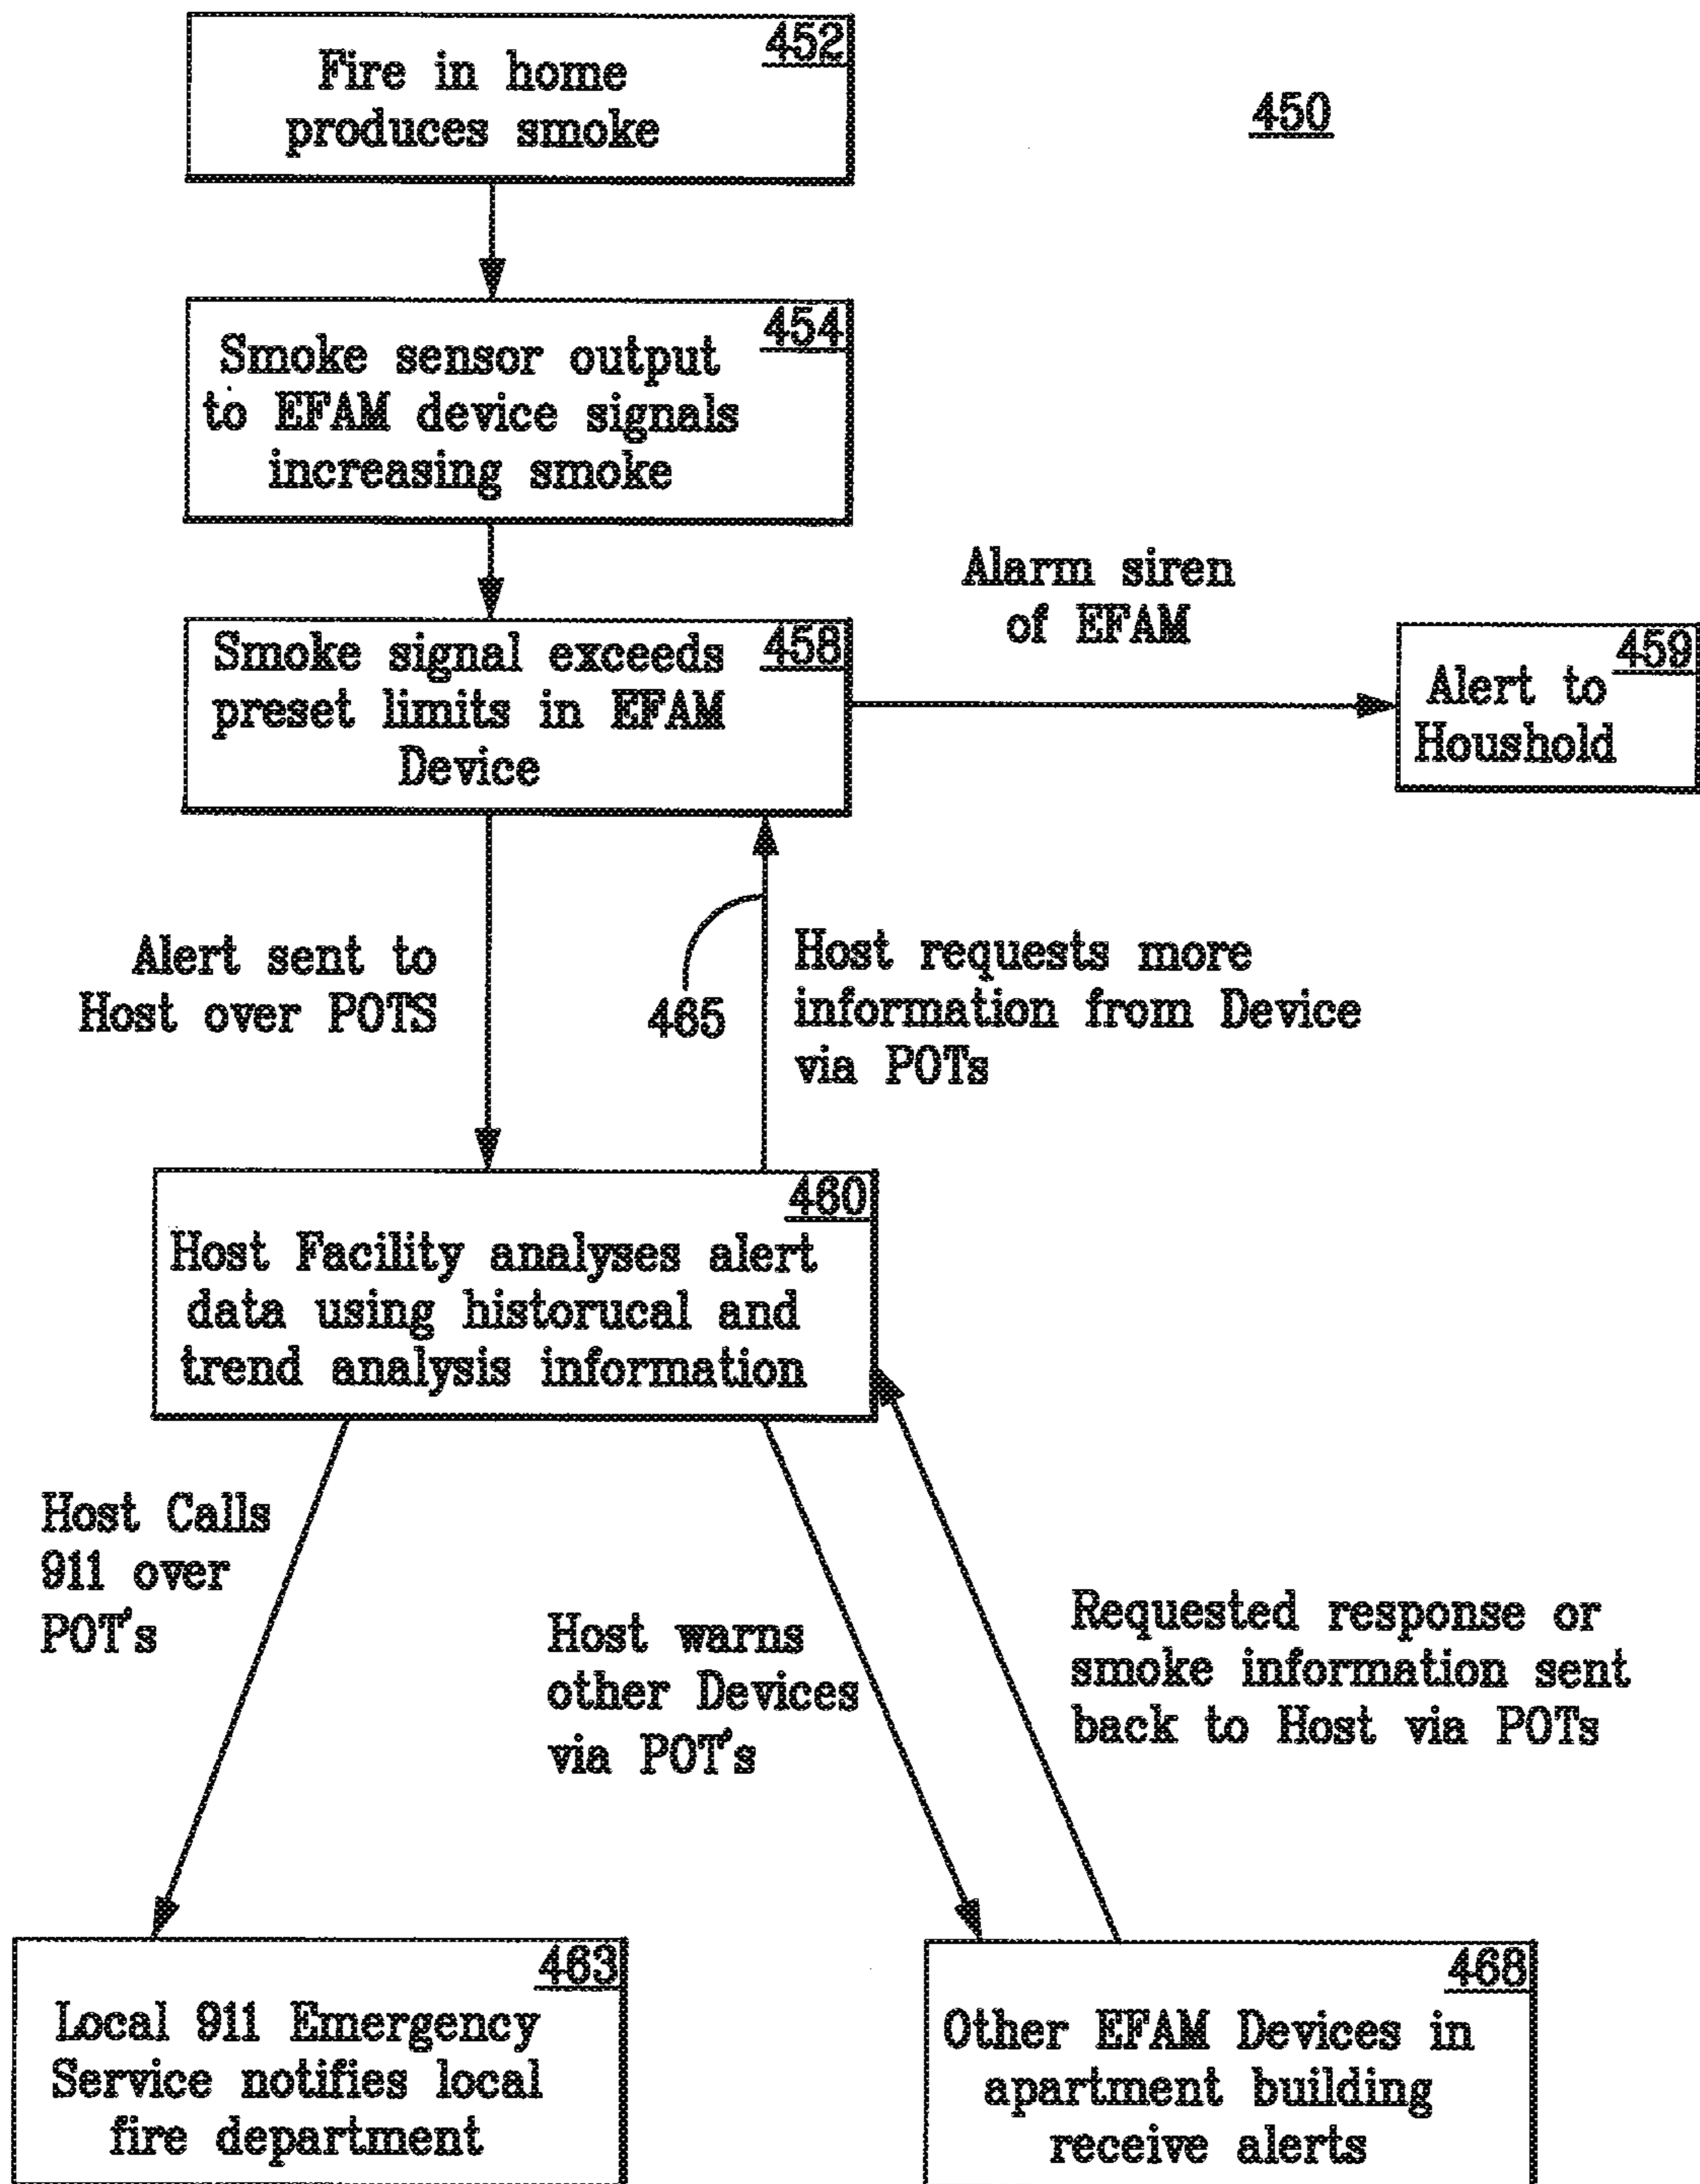 452
Fire in home
produces smoke
450
454
Smoke sensor output
to EFAM device signals
increasing smoke
458
Smoke signal exceeds
preset limits in EFAM
Device
Alarm siren
of EFAM
459
Alert to
Houshold
Alert sent to
Host over POTS
465
Host requests more
information from Device
via POTs
460
Host Facility analyses alert
data using historucal and
trend analysis information
Host Calls
911 over
POT's
Host warns
other Devices
via POT's
Requested response or
smoke information sent
back to Host via POTs
463
Local 911 Emergency
Service notifies local
fire department
468
Other EFAM Devices in
apartment building
receive alerts